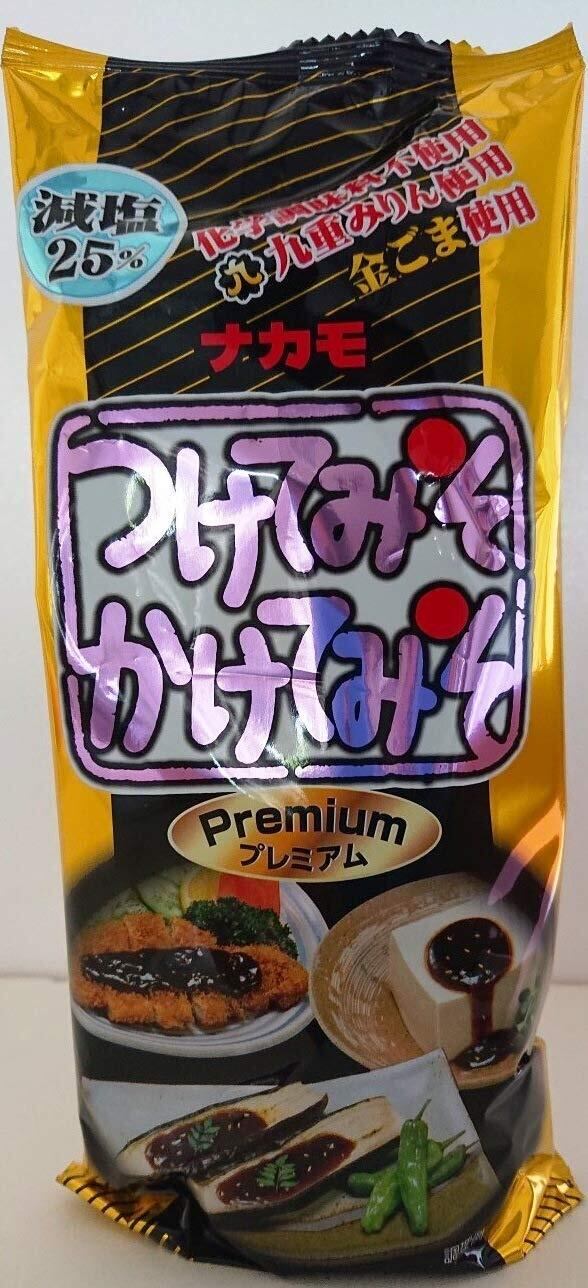 減塩
25%
化学調味料不使用
九 九重みりん使用
金ごま使用
ナカモ
つけてみそ
かけてみそ
Premium
プレミアム